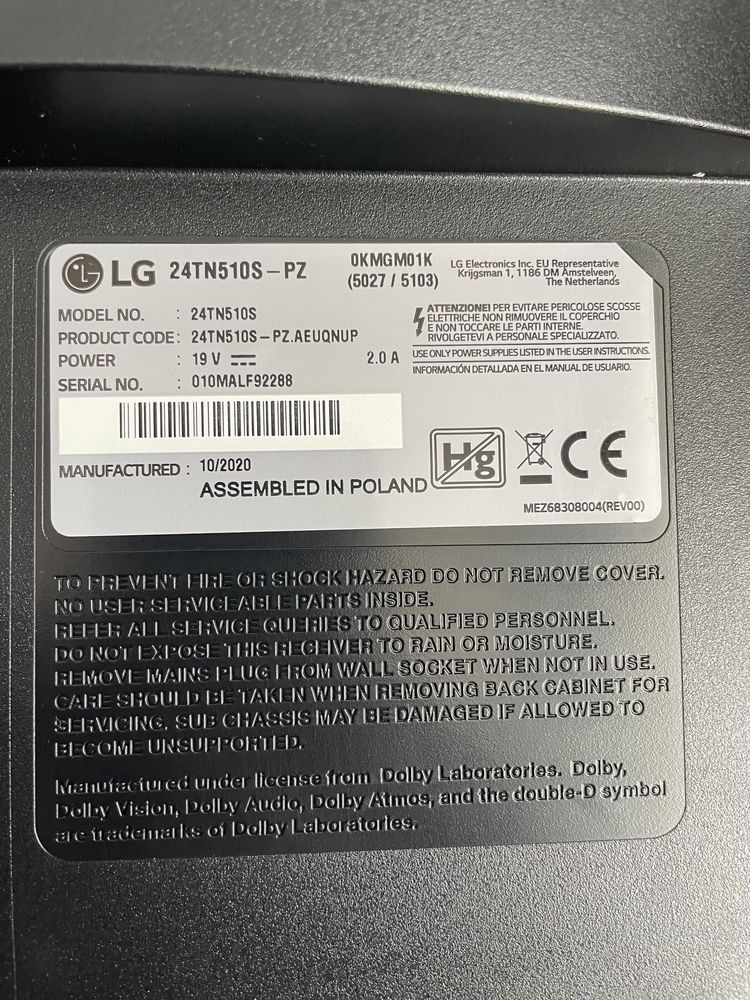 LG 24TN510S-PZ
0KMGM01K
(5027 / 5103)
LG Electronics Inc. EU Representative
Krijgsman 1, 1186 DM Amstelveen,
The Netherlands
MODEL NO. : 24TN510S
PRODUCT CODE : 24TN510S-PZ.AEUQNUP
POWER : 19 V 2.0 A
SERIAL NO. : 010MALF92288
ATTENZIONE! PER EVITARE PERICOLOSE SCOSSE
ELETTRICHE NON RIMUOVERE IL COPERCHIO
E NON TOCCARE LE PARTI INTERNE.
RIVOLGETEVI A PERSONALE SPECIALIZZATO.
USE ONLY POWER SUPPLIES LISTED IN THE USER INSTRUCTIONS.
INFORMACIÓN DETALLADA EN EL MANUAL DE USUARIO.
MANUFACTURED : 10/2020
ASSEMBLED IN POLAND
Hg
CE
MEZ68308004(REV00)
TO PREVENT FIRE OR SHOCK HAZARD DO NOT REMOVE COVER.
NO USER SERVICEABLE PARTS INSIDE.
REFER ALL SERVICE QUERIES TO QUALIFIED PERSONNEL.
DO NOT EXPOSE THIS RECEIVER TO RAIN OR MOISTURE.
REMOVE MAINS PLUG FROM WALL SOCKET WHEN NOT IN USE.
CARE SHOULD BE TAKEN WHEN REMOVING BACK CABINET FOR
SERVICING. SUB CHASSIS MAY BE DAMAGED IF ALLOWED TO
BECOME UNSUPPORTED.
Manufactured under license from Dolby Laboratories. Dolby,
Dolby Vision, Dolby Audio, Dolby Atmos, and the double-D symbol
are trademarks of Dolby Laboratories.